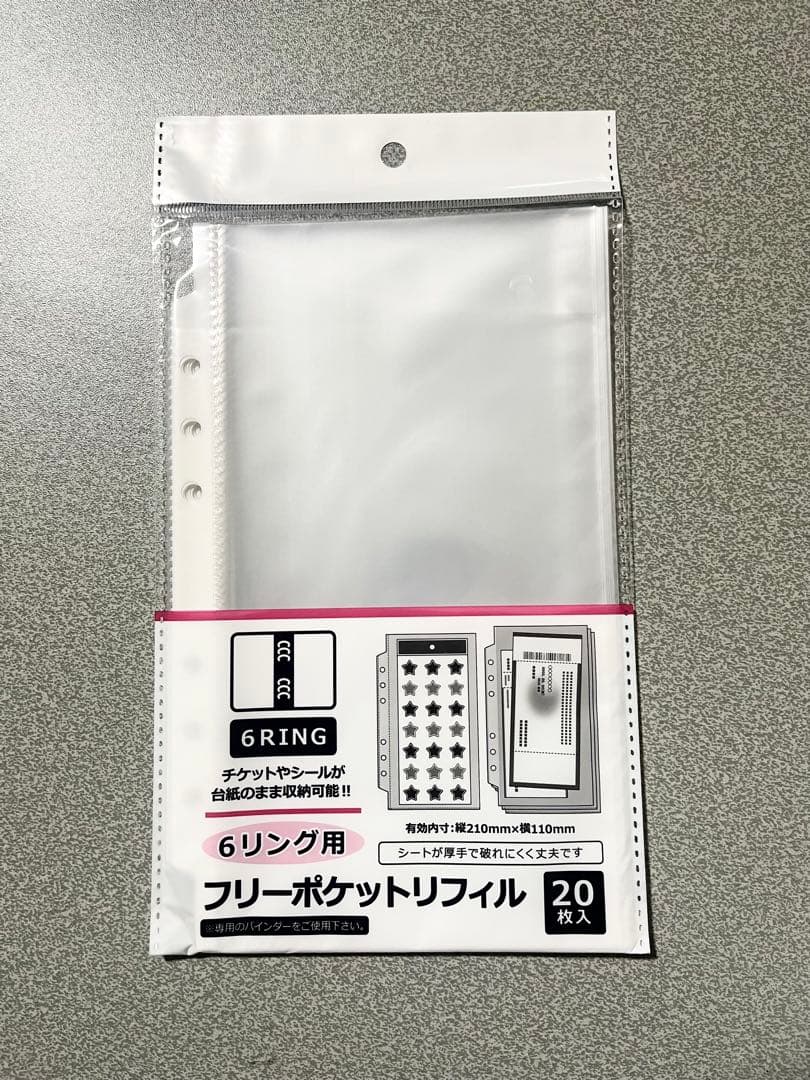 6RING
チケットやシールが
台紙のまま収納可能!!
有効内寸:縦210mm×横110mm
6リング用
シートが厚手で破れにくく丈夫です
フリーポケットリフィル
20
枚入
※専用のバインダーをご使用下さい。